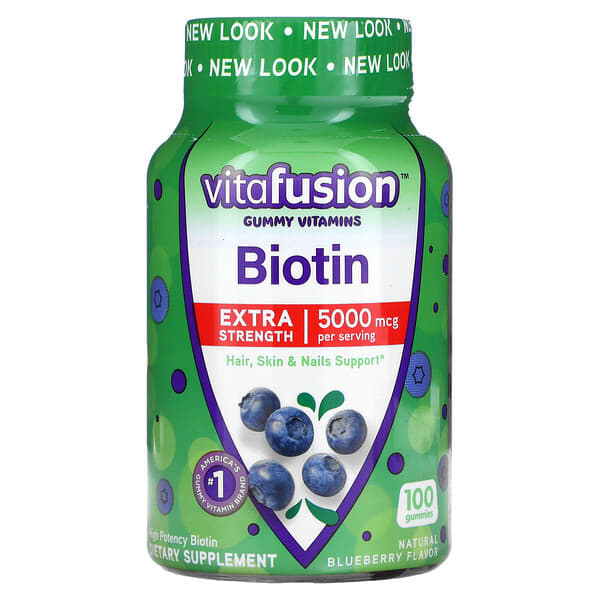 NEW LOOK • NEW LOOK
OK • NEW LOOK • NEW
vitafusion™
GUMMY VITAMINS
Biotin
EXTRA STRENGTH
5000 mcg
per serving
Hair, Skin & Nails Support*
AMERICA'S
#1
GUMMY VITAMIN BRAND
100
gummies
High Potency Biotin
DIETARY SUPPLEMENT
NATURAL
BLUEBERRY FLAVOR